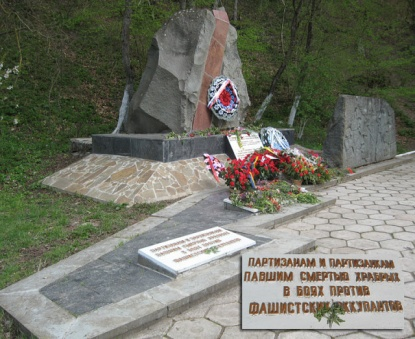 ПАРТИЗАНАМ И ПАРТИЗАНКАМ
ПАВШИМ СМЕРТЬЮ ХРАБРЫХ
В БОЯХ ПРОТИВ
ФАШИСТСКИХ ОККУПАНТОВ